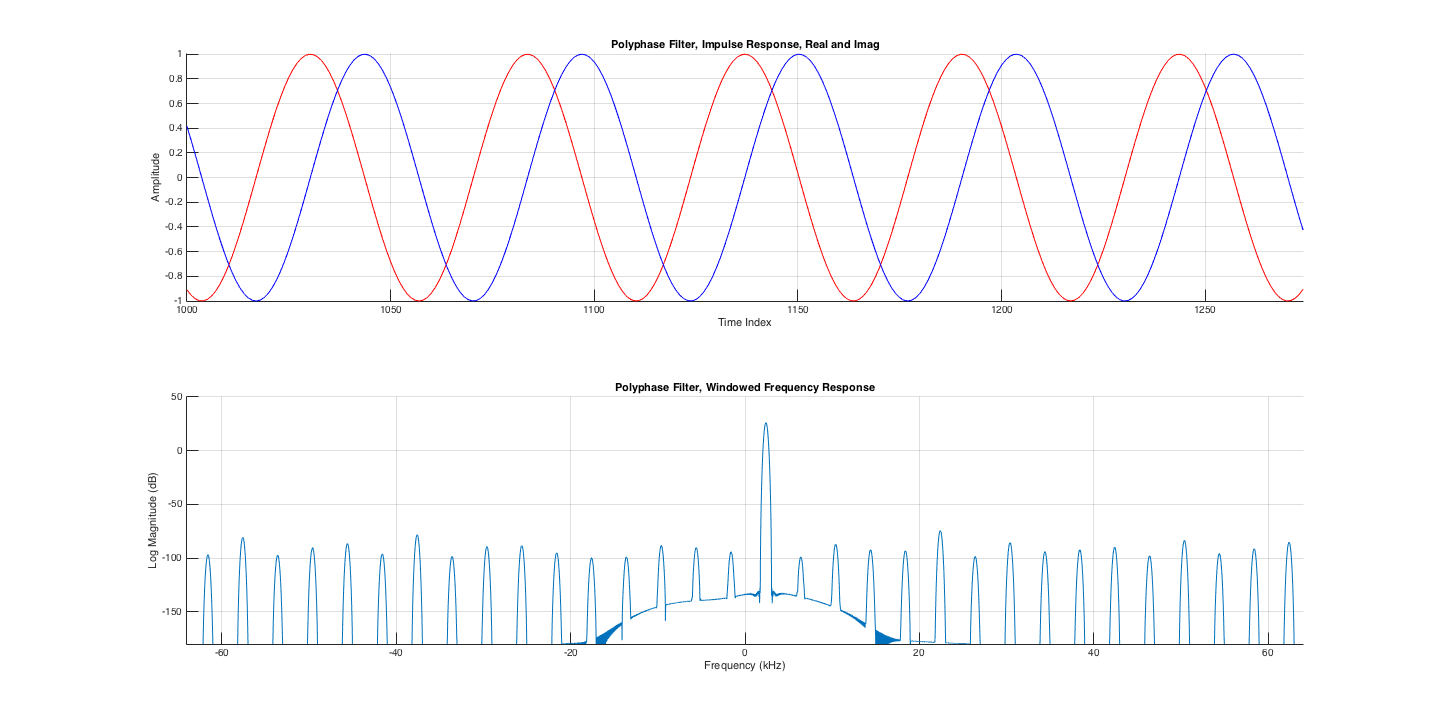 Polyphase Filter, Impulse Response, Real and Imag
1
0.8
0.6
0.4
0.2
0
-0.2
-0.4
-0.6
-0.8
-1
Amplitude
1000 1050 1100 1150 1200 1250
Time Index
Polyphase Filter, Windowed Frequency Response
50
0
-50
-100
-150
Log Magnitude (dB)
-60 -40 -20 0 20 40 60
Frequency (kHz)